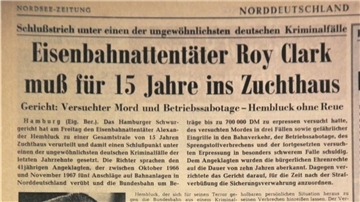 NORDSEE-ZEITUNG
NORDDEUTSCHLAND
Schlußstrich unter einen der ungewöhnlichsten deutschen Kriminalfälle
Eisenbahnattentäter Roy Clark
muß für 15 Jahre ins Zuchthaus
Gericht: Versuchter Mord und Betriebssabotage – Hembluck ohne Reue
Hamburg (Eig. Ber.). Das Hamburger Schwur-
gericht hat am Freitag den Eisenbahnattentäter Alexan-
der Hembluck zu einer Gesamtstrafe von 15 Jahren
Zuchthaus verurteilt und damit einen Schlußpunkt unter
einen der ungewöhnlichsten deutschen Kriminalfälle der
letzten Jahrzehnte gesetzt. Die Richter sprachen den
Angeklagten, der zwischen Oktober 1966
und November 1967 fünf Anschläge auf Bahnanlagen in
Norddeutschland verübt und die Bundesbahn um Be-
träge bis zu 700 000 DM zu erpressen versucht hatte,
des versuchten Mordes in drei Fällen sowie gefährlicher
Eingriffe in den Bahnverkehr, der Betriebssabotage, des
Sprengstoffverbrechens und der fortgesetzten versuch-
ten Erpressung in besonders schwerem Falle schuldig.
Dem Angeklagten wurden die bürgerlichen Ehrenrechte
auf die Dauer von zehn Jahren aberkannt. Dagegen ver-
zichtete das Gericht darauf, für die Zeit nach der Straf-
verbüßung die Sicherungsverwahrung anzuordnen.